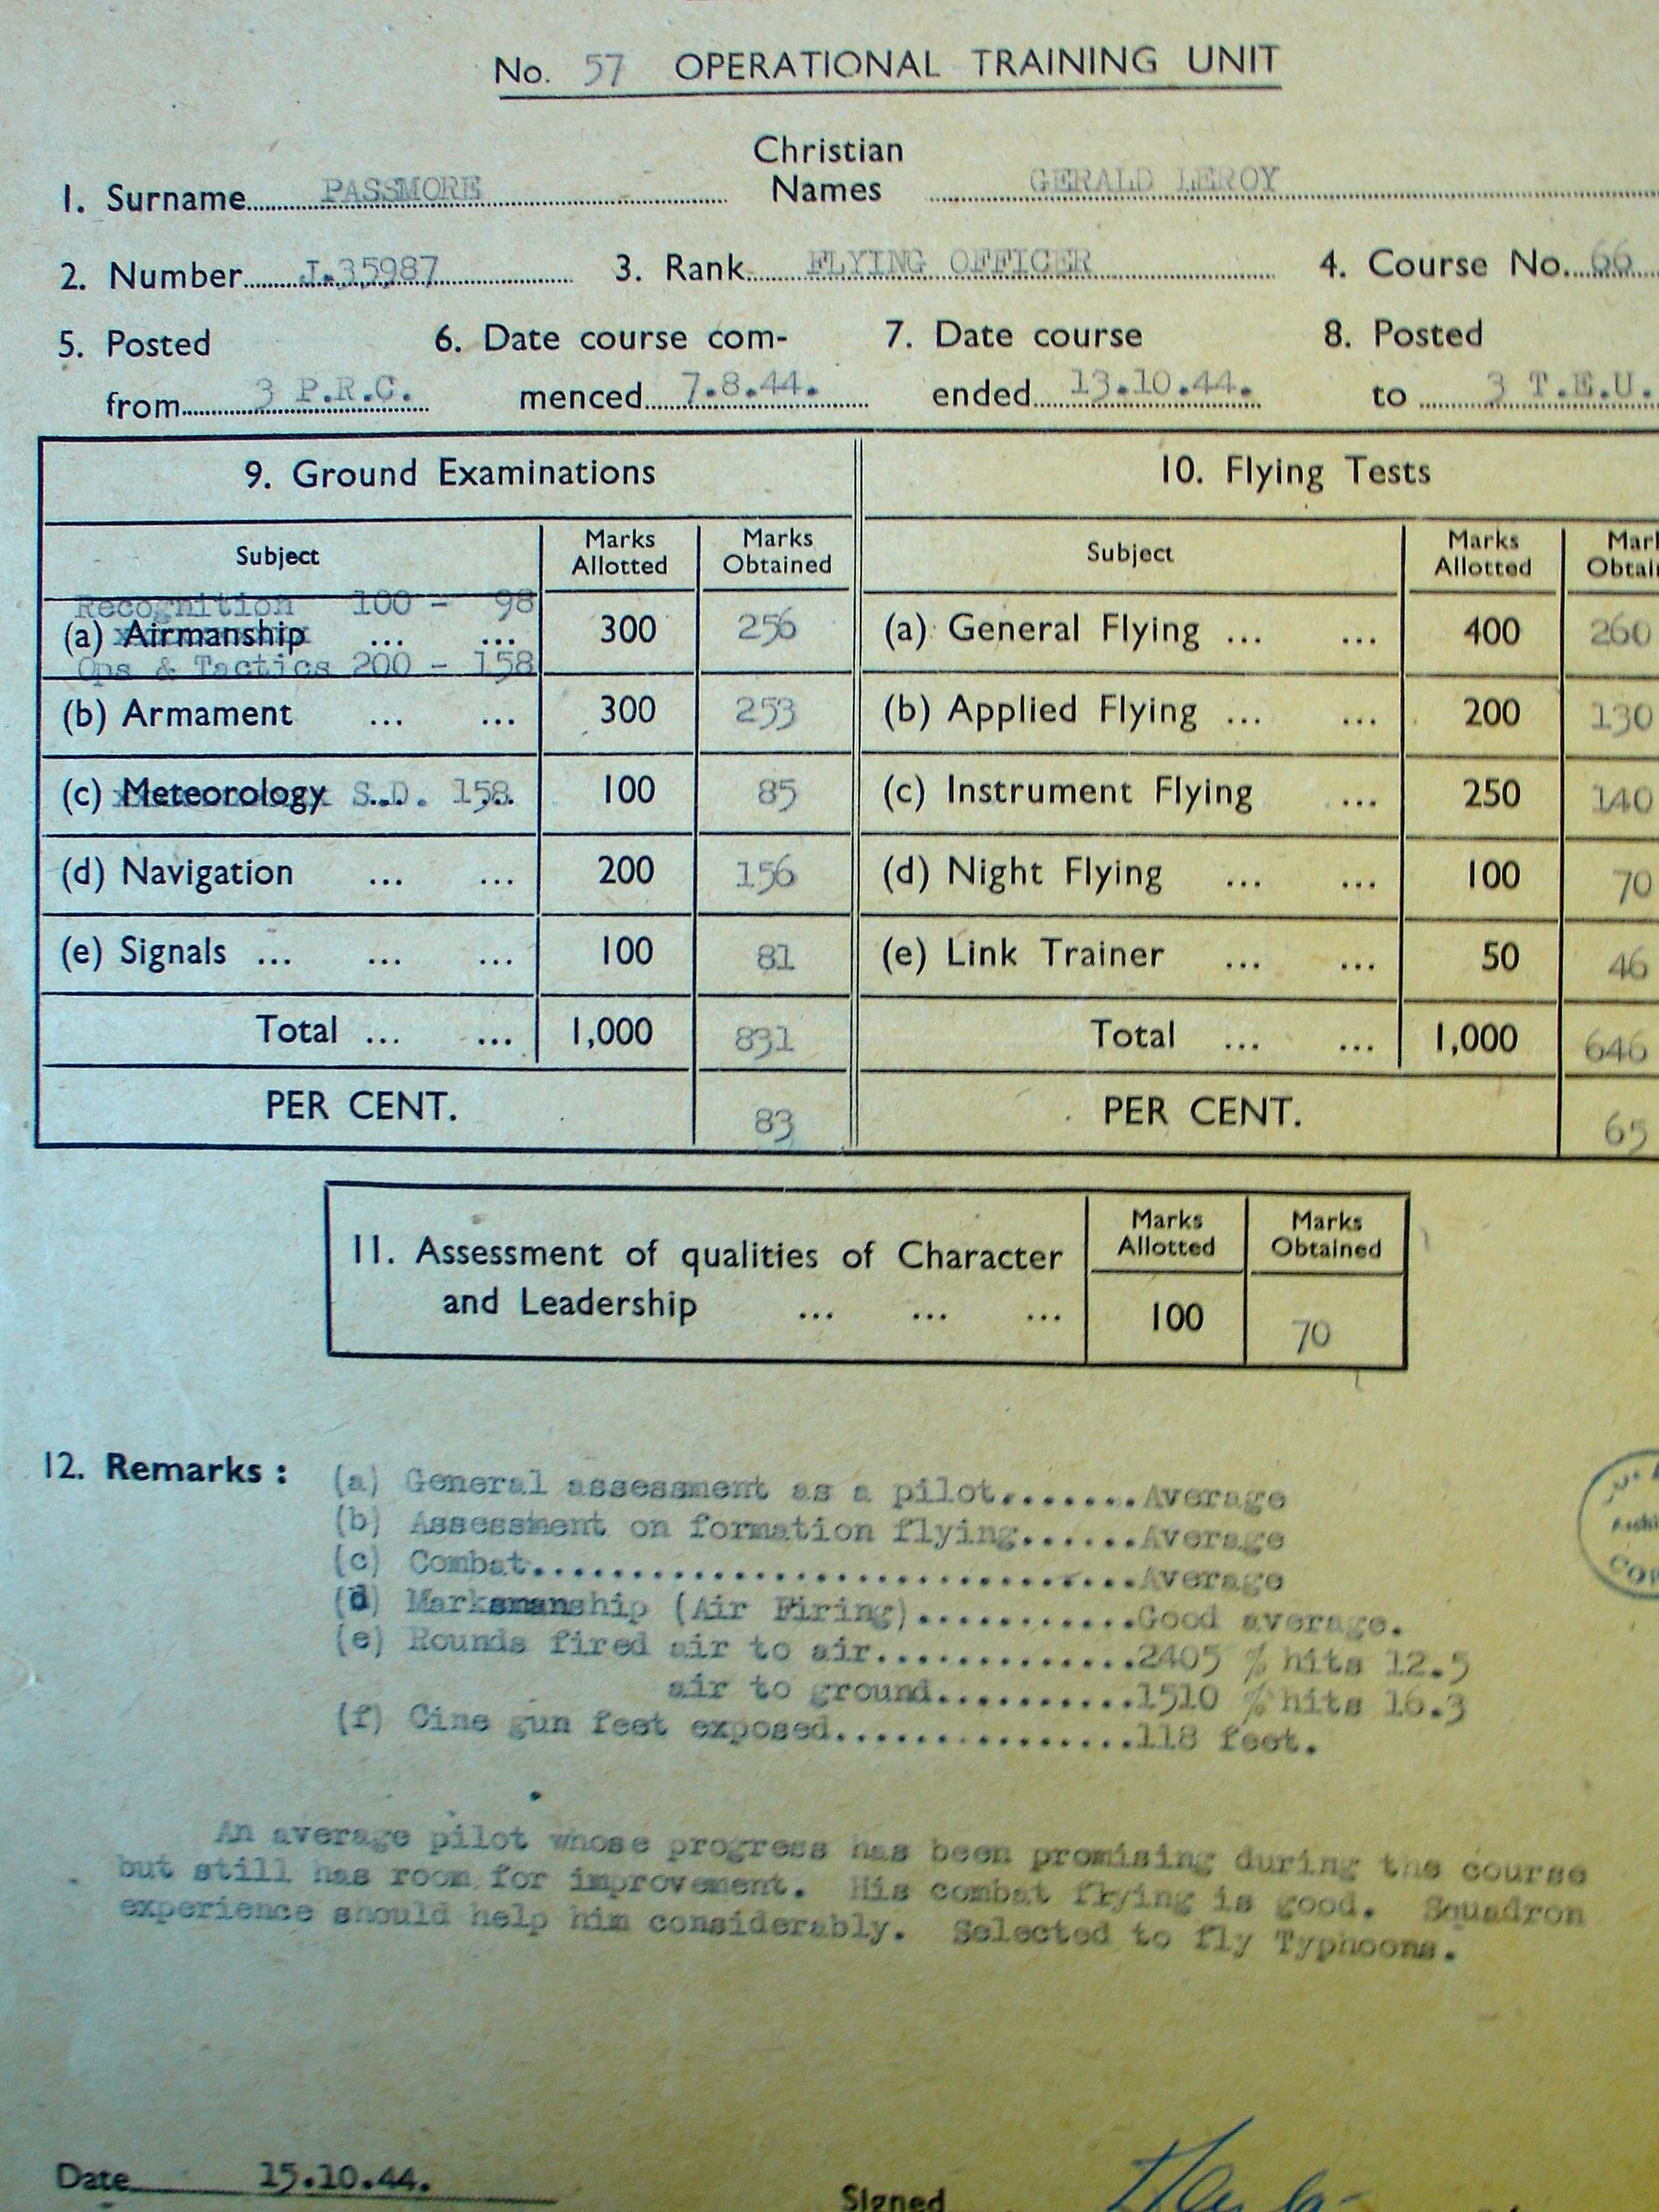 No. 57 OPERATIONAL TRAINING UNIT
1. Surname PASSMORE Christian Names GERALD LEROY
2. Number J.35987 3. Rank FLYING OFFICER 4. Course No. 66
5. Posted 6. Date course com- 7. Date course 8. Posted
from 3 P.R.C. menced 7.8.44. ended 13.10.44. to 3 T.E.U.
9. Ground Examinations 10. Flying Tests
Subject Marks Allotted Marks Obtained Subject Marks Allotted
Recognition 100 - 98
(a) Airmanship ... ... 300 256 (a) General Flying ... ... 400 260
Ops & Tactics 200 - 158
(b) Armament ... ... 300 253 (b) Applied Flying ... ... 200 130
(c) Meteorology S.D. 158. 100 85 (c) Instrument Flying ... 250 140
(d) Navigation ... ... 200 156 (d) Night Flying ... ... 100 70
(e) Signals ... ... ... 100 81 (e) Link Trainer ... ... 50 46
Total ... ... 1,000 831 Total ... ... 1,000 646
PER CENT. 83 PER CENT. 65
11. Assessment of qualities of Character and Leadership ... ... ... Marks Allotted 100 Marks Obtained 70
12. Remarks : (a) General assessment as a pilot.......Average
(b) Assessment on formation flying......Average
(c) Combat..............................Average
(d) Marksmanship (Air Firing)...........Good average.
(e) Rounds fired air to air.............2405 % hits 12.5
air to ground..........1510 % hits 16.3
(f) Cine gun feet exposed...............118 feet.
An average pilot whose progress has been promising during the course
but still has room for improvement. His combat flying is good. Squadron
experience should help him considerably. Selected to fly Typhoons.
Date 15.10.44. Signed